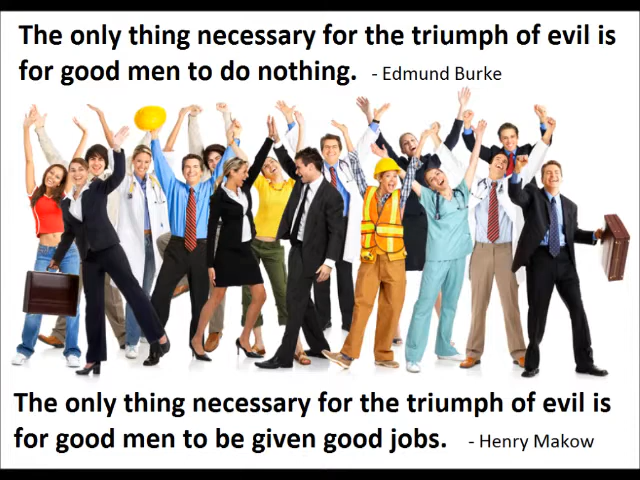 The only thing necessary for the triumph of evil is
for good men to do nothing. - Edmund Burke
The only thing necessary for the triumph of evil is
for good men to be given good jobs. - Henry Makow